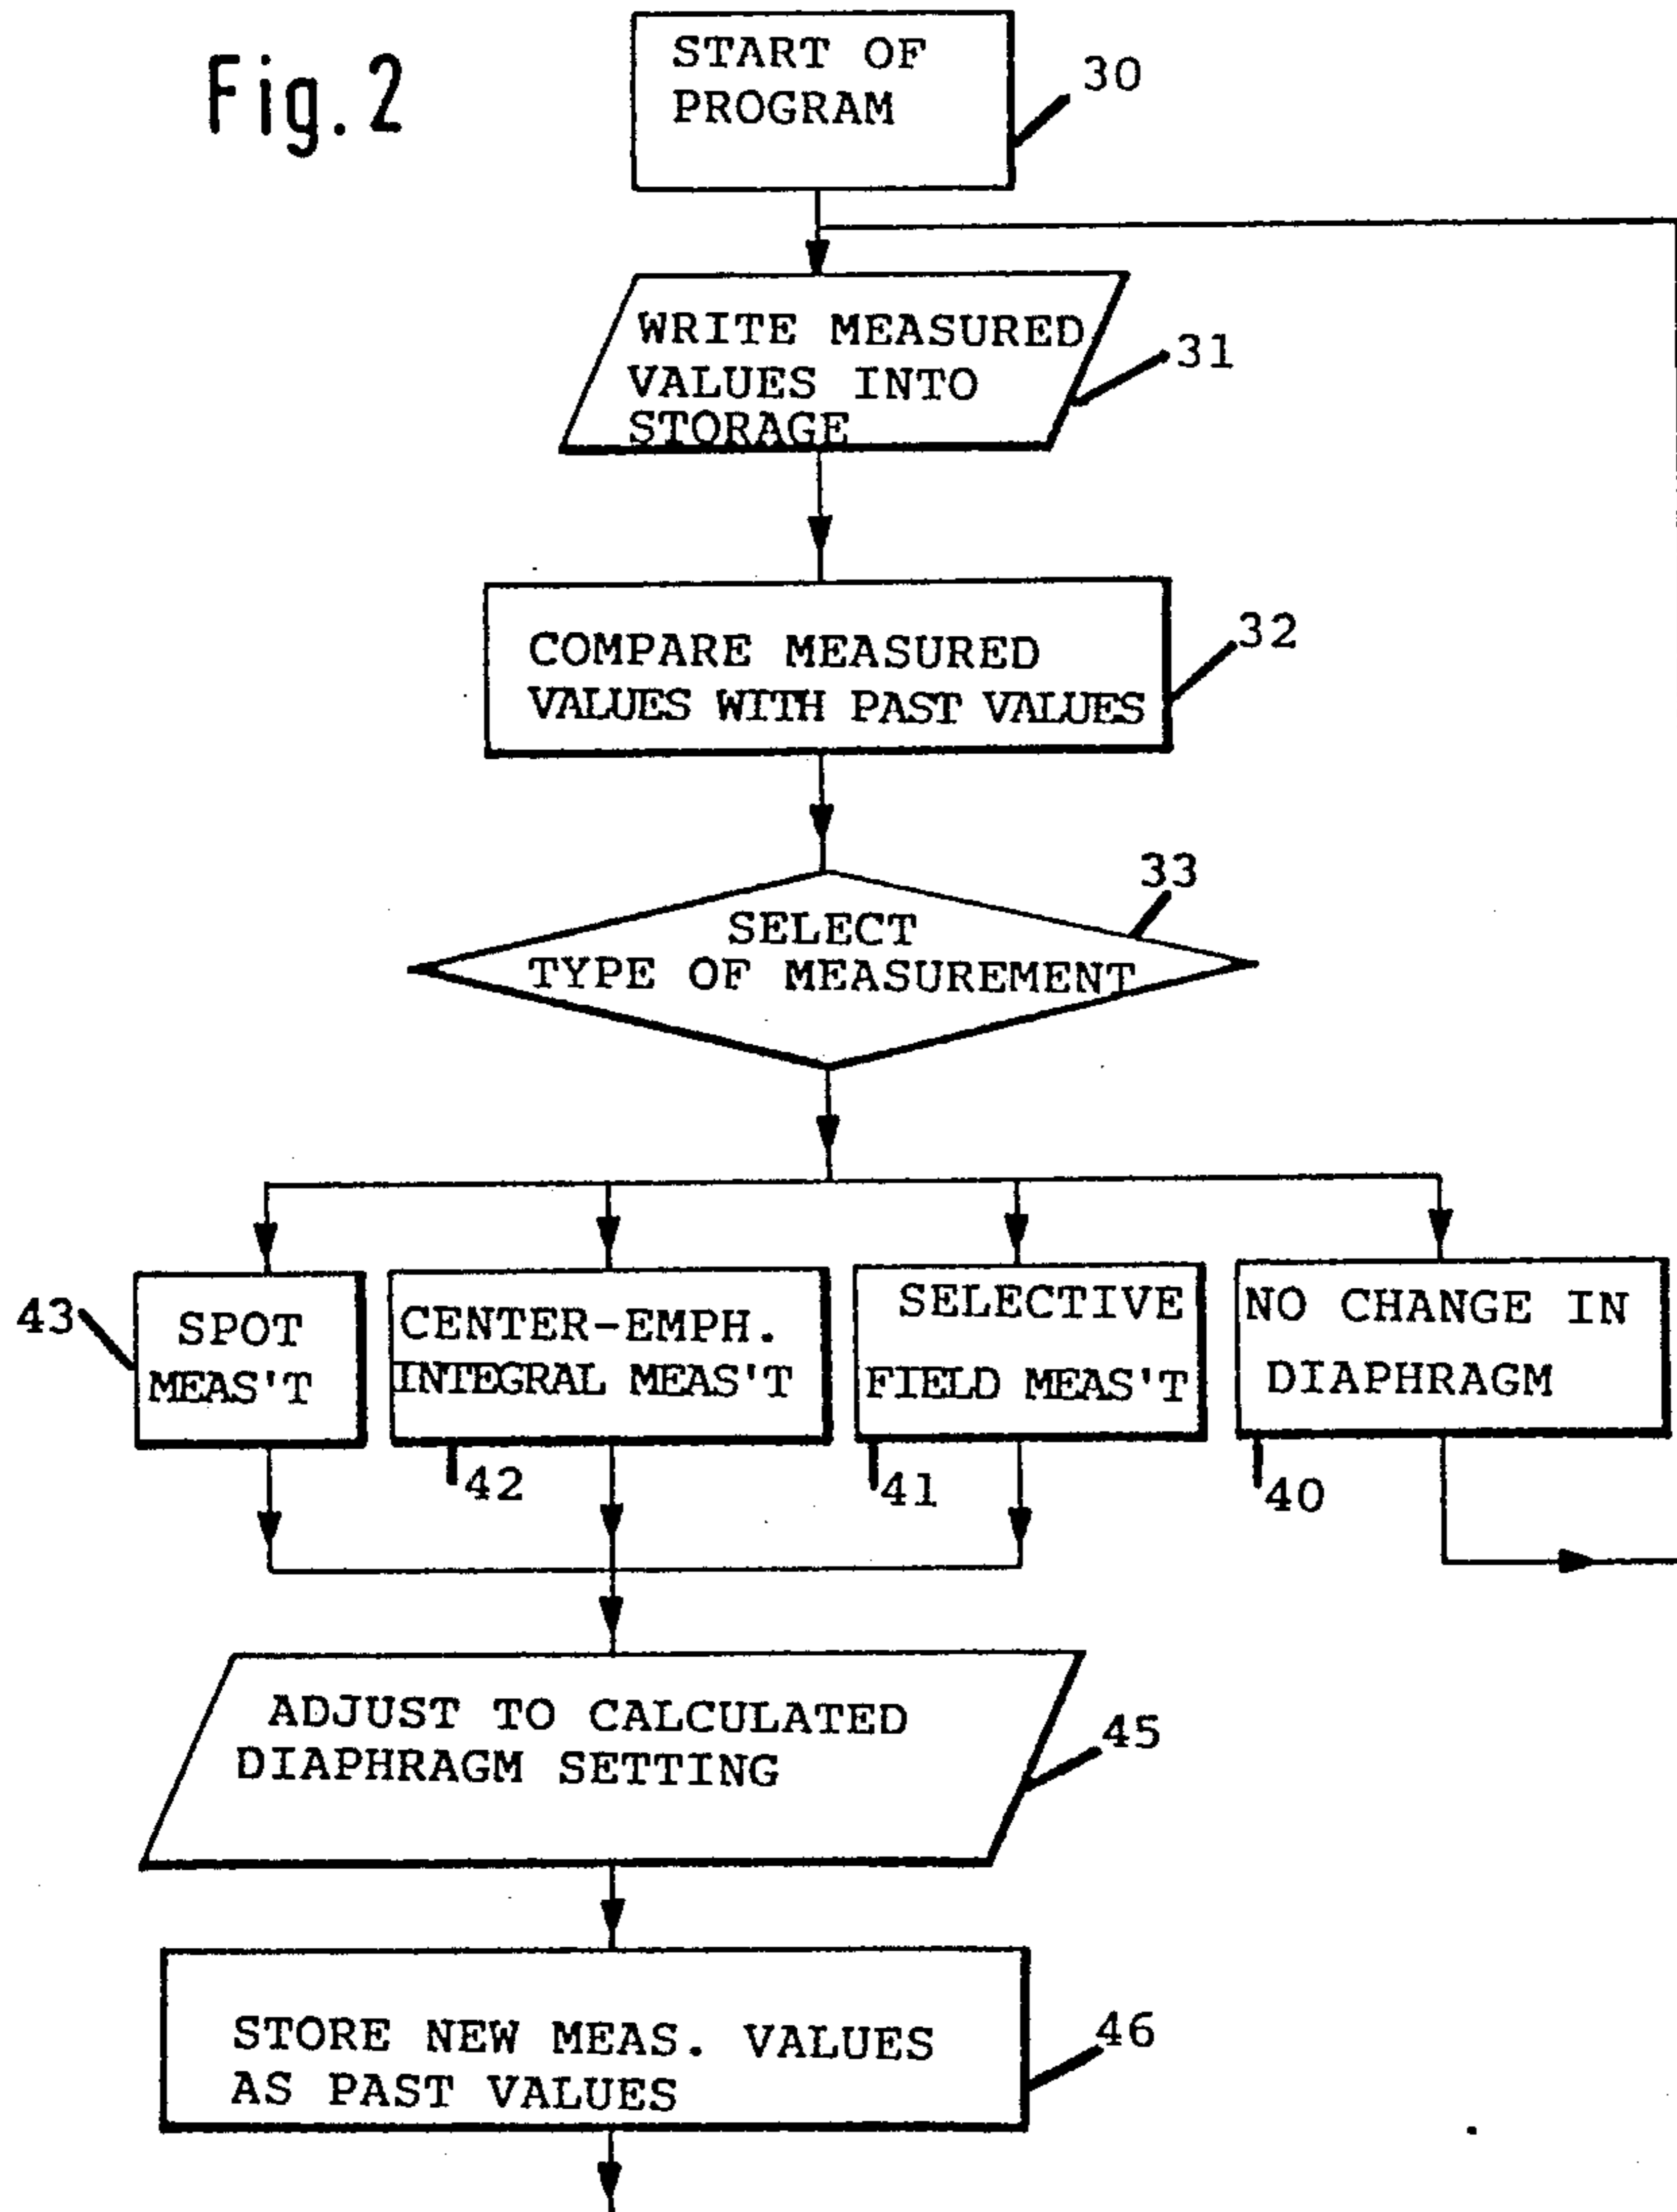 Fig. 2
START OF
PROGRAM
30
WRITE MEASURED
VALUES INTO
STORAGE
31
COMPARE MEASURED
VALUES WITH PAST VALUES
32
33
SELECT
TYPE OF MEASUREMENT
43
SPOT
MEAS'T
CENTER-EMPH.
INTEGRAL MEAS'T
42
SELECTIVE
FIELD MEAS'T
41
NO CHANGE IN
DIAPHRAGM
40
ADJUST TO CALCULATED
DIAPHRAGM SETTING
45
STORE NEW MEAS. VALUES
AS PAST VALUES
46